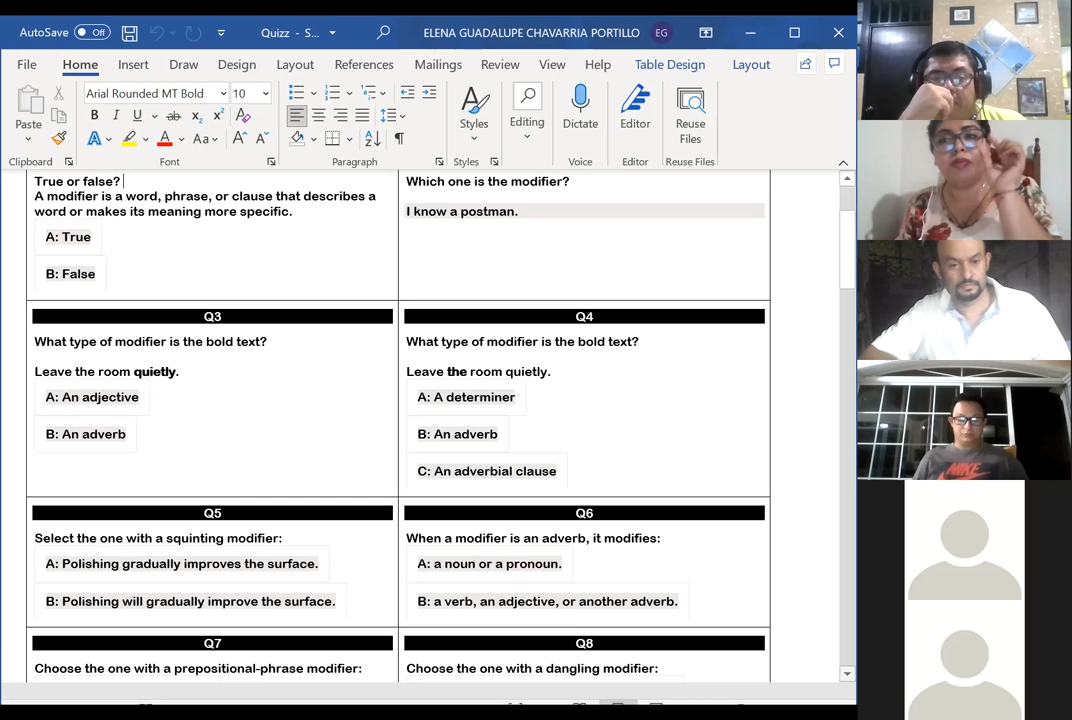 AutoSave Off Quizz - S... ELENA GUADALUPE CHAVARRIA PORTILLO EG
File Home Insert Draw Design Layout References Mailings Review View Help Table Design Layout
Arial Rounded MT Bold 10
Paste Styles Editing Dictate Editor Reuse Files
Clipboard Font Paragraph Styles Voice Editor Reuse Files
True or false?
A modifier is a word, phrase, or clause that describes a
word or makes its meaning more specific.
A: True
B: False
Which one is the modifier?
I know a postman.
Q3
What type of modifier is the bold text?
Leave the room quietly.
A: An adjective
B: An adverb
Q4
What type of modifier is the bold text?
Leave the room quietly.
A: A determiner
B: An adverb
C: An adverbial clause
Q5
Select the one with a squinting modifier:
A: Polishing gradually improves the surface.
B: Polishing will gradually improve the surface.
Q6
When a modifier is an adverb, it modifies:
A: a noun or a pronoun.
B: a verb, an adjective, or another adverb.
Q7
Choose the one with a prepositional-phrase modifier:
Q8
Choose the one with a dangling modifier:
NIKE